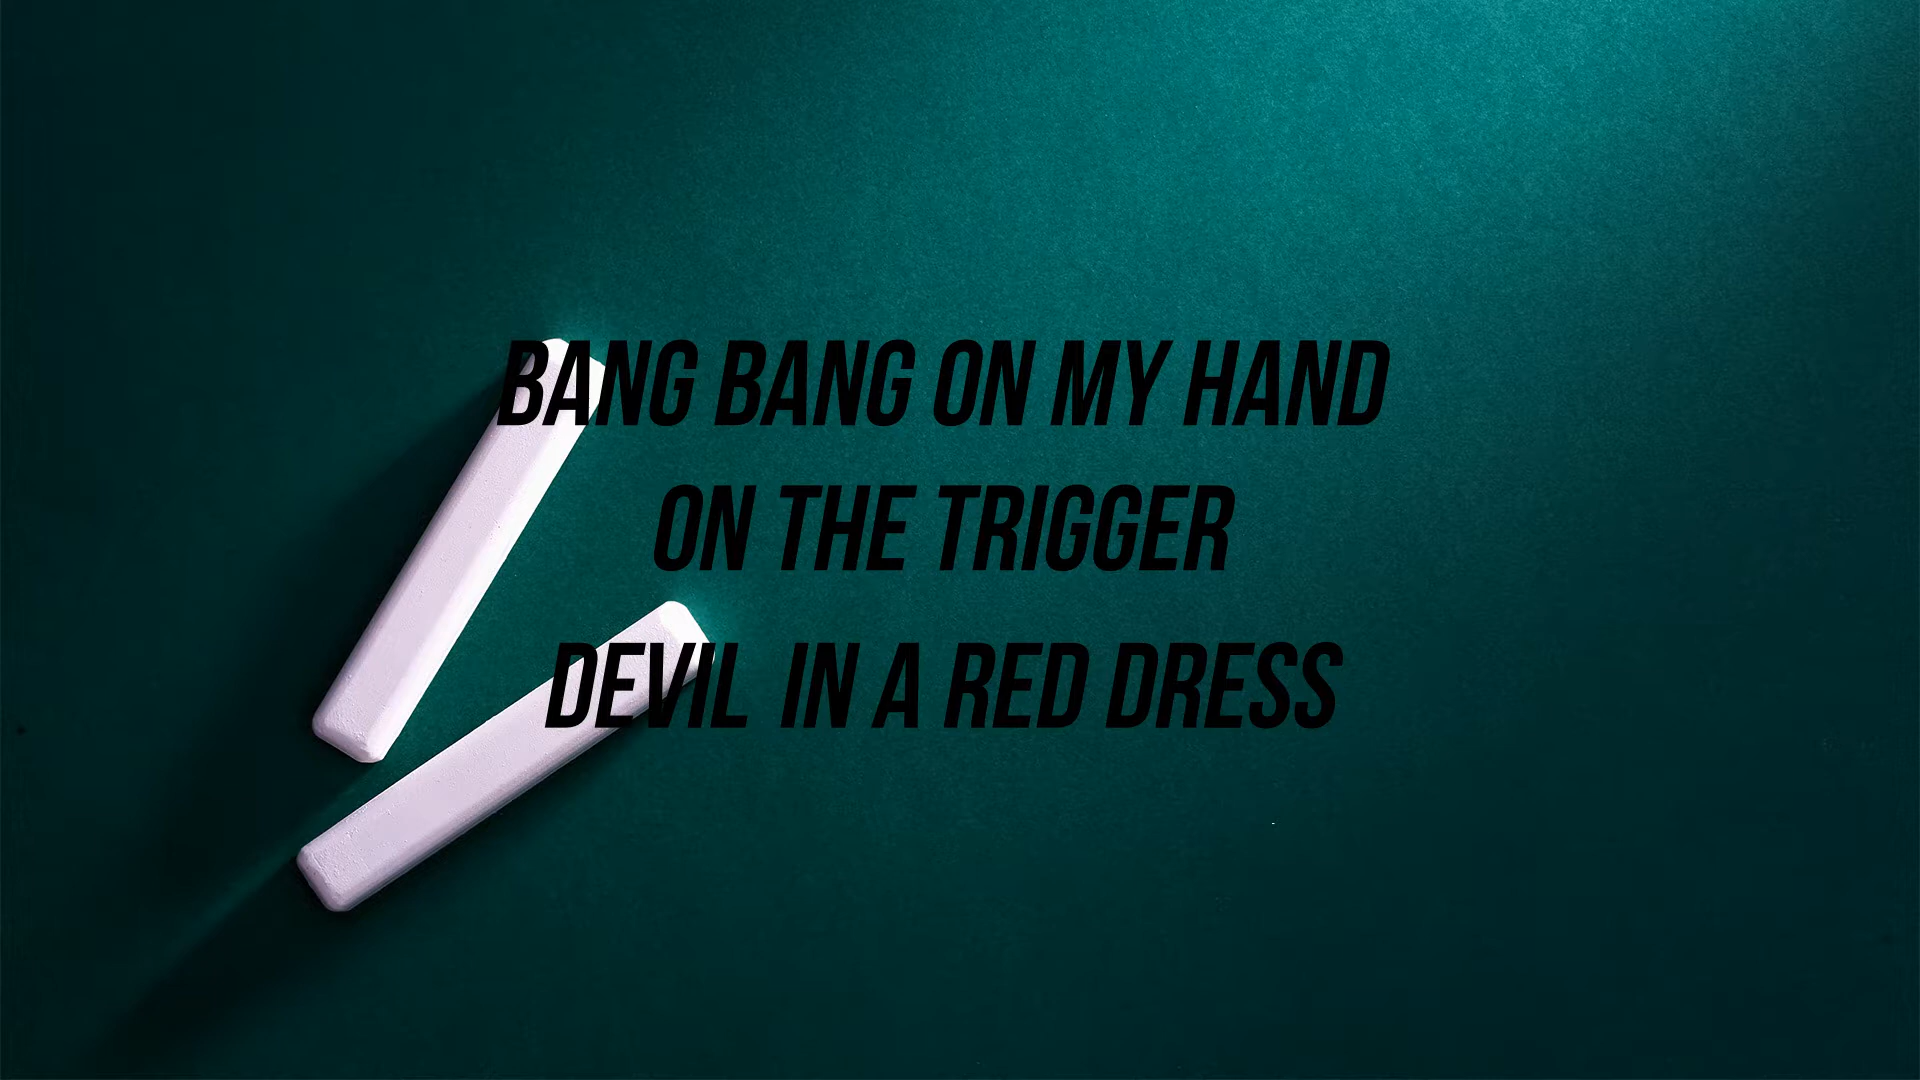 BANG BANG ON MY HAND
ON THE TRIGGER
DEVIL IN A RED DRESS